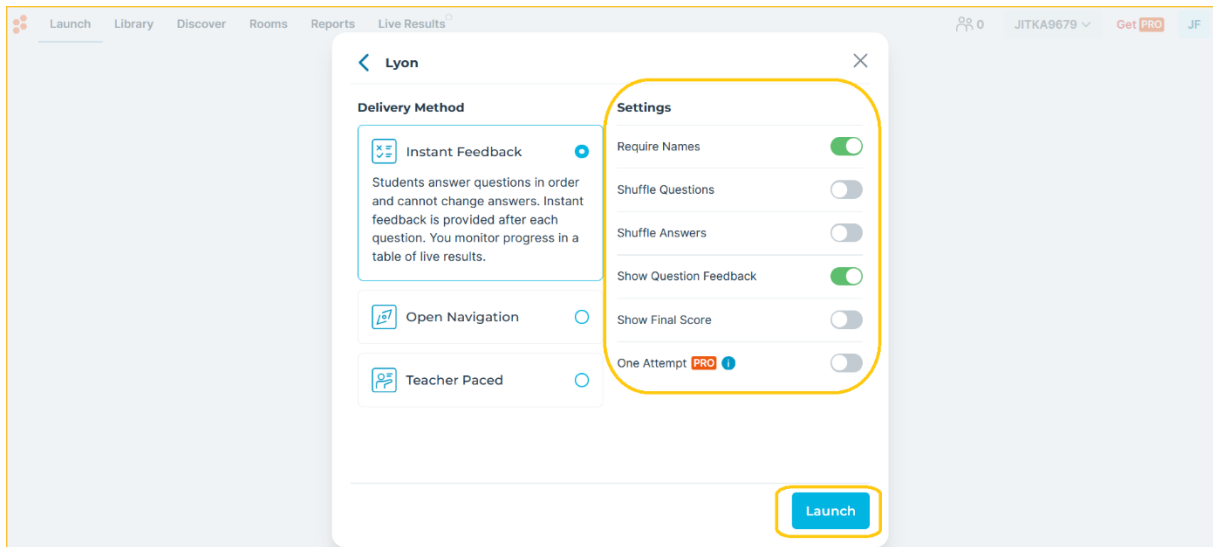 Launch Library Discover Rooms Reports Live Results 0 JITKA9679 Get PRO JF
Lyon
Delivery Method
Instant Feedback
Students answer questions in order
and cannot change answers. Instant
feedback is provided after each
question. You monitor progress in a
table of live results.
Open Navigation
Teacher Paced
Settings
Require Names
Shuffle Questions
Shuffle Answers
Show Question Feedback
Show Final Score
One Attempt PRO i
Launch